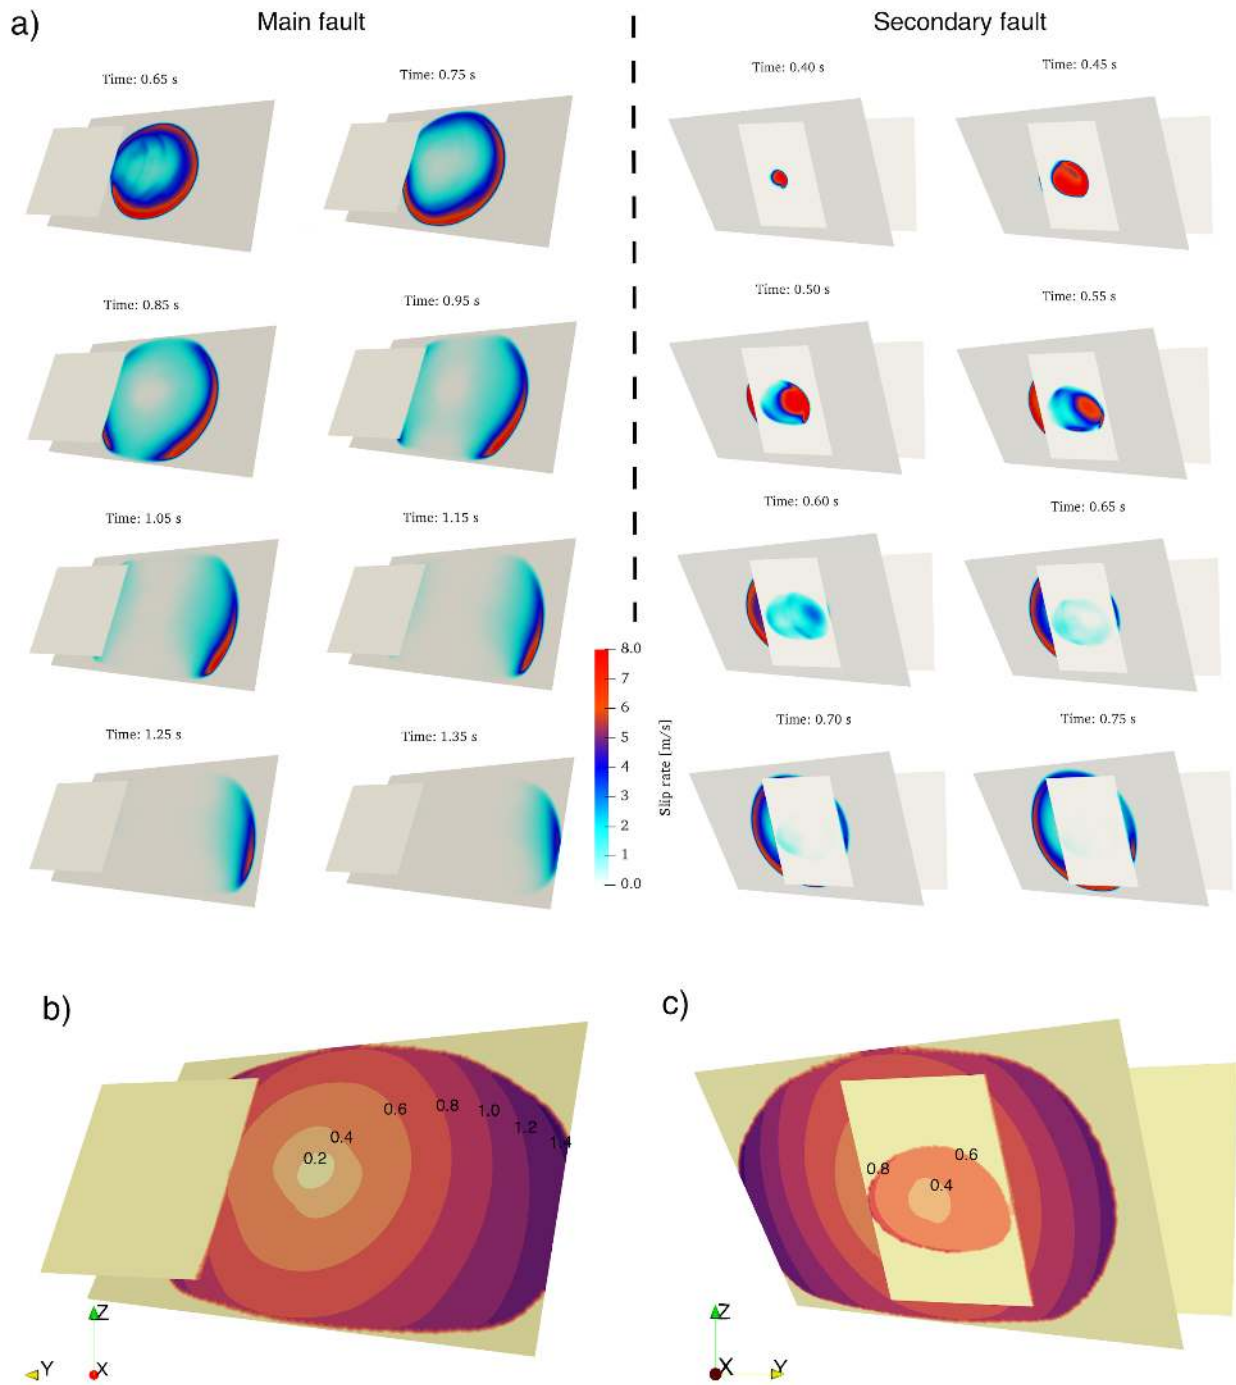 a)
Main fault
Secondary fault
Time: 0.65 s
Time: 0.75 s
Time: 0.40 s
Time: 0.45 s
Time: 0.85 s
Time: 0.95 s
Time: 0.50 s
Time: 0.55 s
Time: 1.05 s
Time: 1.15 s
Time: 0.60 s
Time: 0.65 s
Time: 1.25 s
Time: 1.35 s
Time: 0.70 s
Time: 0.75 s
8.0
7
6
5
4
3
2
1
0.0
Slip rate [m/s]
b)
0.2
0.4
0.6
0.8
1.0
1.2
1.4
Z
Y
X
c)
0.8
0.6
0.4
Z
X
Y